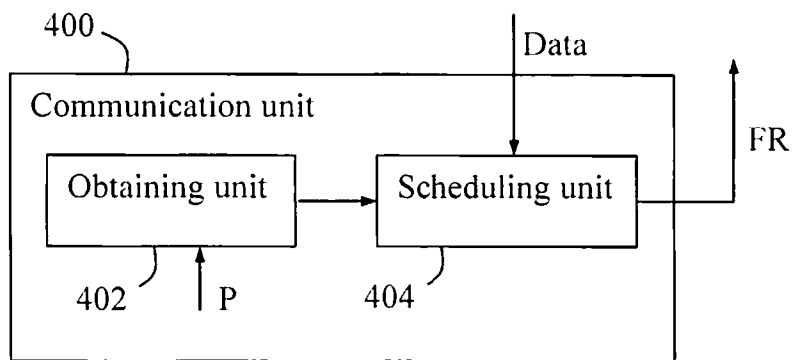 400
Data
Communication unit
FR
Obtaining unit
Scheduling unit
402
P
404